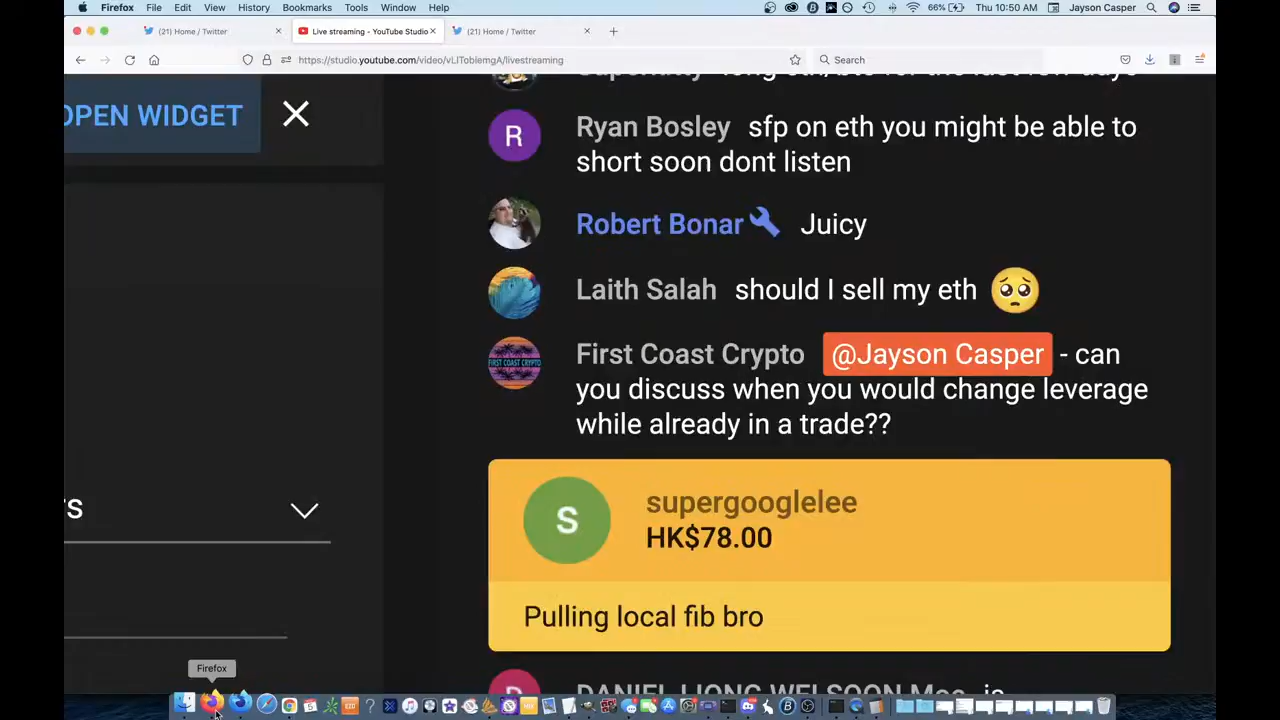 Firefox File Edit View History Bookmarks Tools Window Help 66% Thu 10:50 AM Jayson Casper
(21) Home / Twitter Live streaming - YouTube Studio (21) Home / Twitter
https://studio.youtube.com/video/vLITobiemgA/livestreaming Search
OPEN WIDGET
R Ryan Bosley sfp on eth you might be able to
short soon dont listen
Robert Bonar Juicy
Laith Salah should I sell my eth
FIRST COAST CRYPTO First Coast Crypto @Jayson Casper - can
you discuss when you would change leverage
while already in a trade??
S supergooglelee
HK$78.00
rs
Pulling local fib bro
Firefox